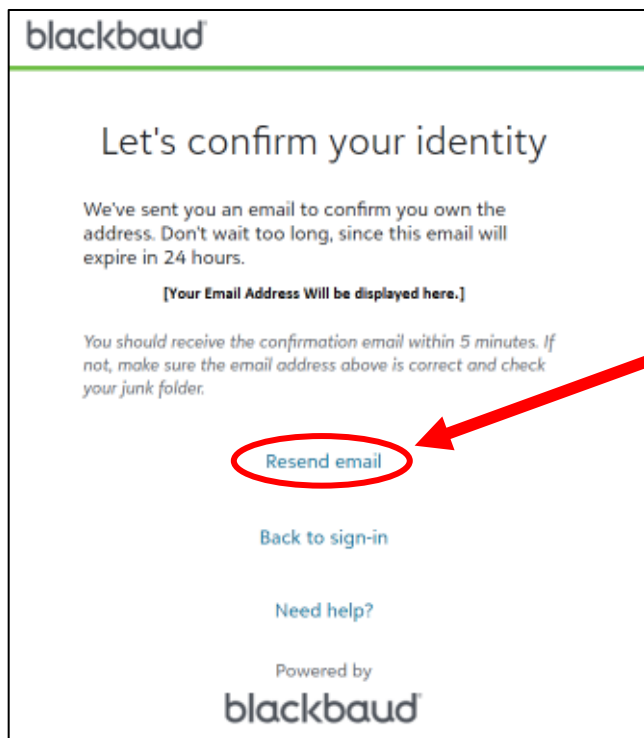 blackbaud
Let's confirm your identity
We've sent you an email to confirm you own the
address. Don't wait too long, since this email will
expire in 24 hours.
[Your Email Address Will be displayed here.]
You should receive the confirmation email within 5 minutes. If
not, make sure the email address above is correct and check
your junk folder.
Resend email
Back to sign-in
Need help?
Powered by
blackbaud